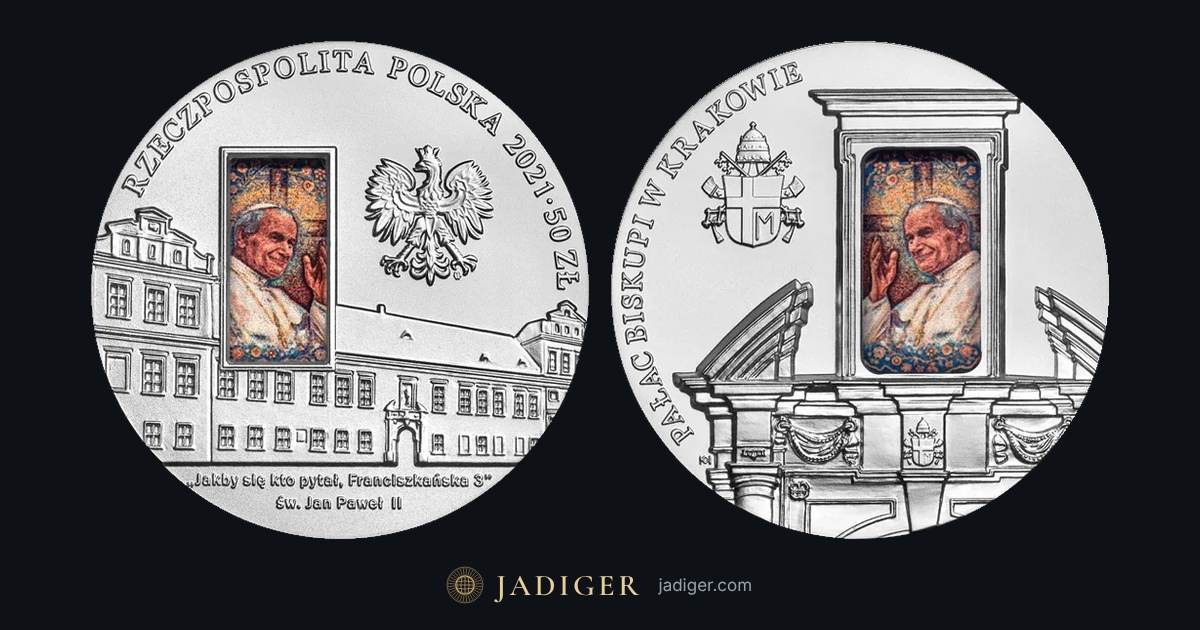 RZECZPOSPOLITA POLSKA 2021·50 ZŁ
„Jakby się kto pytał, Franciszkańska 3"
św. Jan Paweł II
PAŁAC BISKUPI W KRAKOWIE
M
JADIGER
jadiger.com